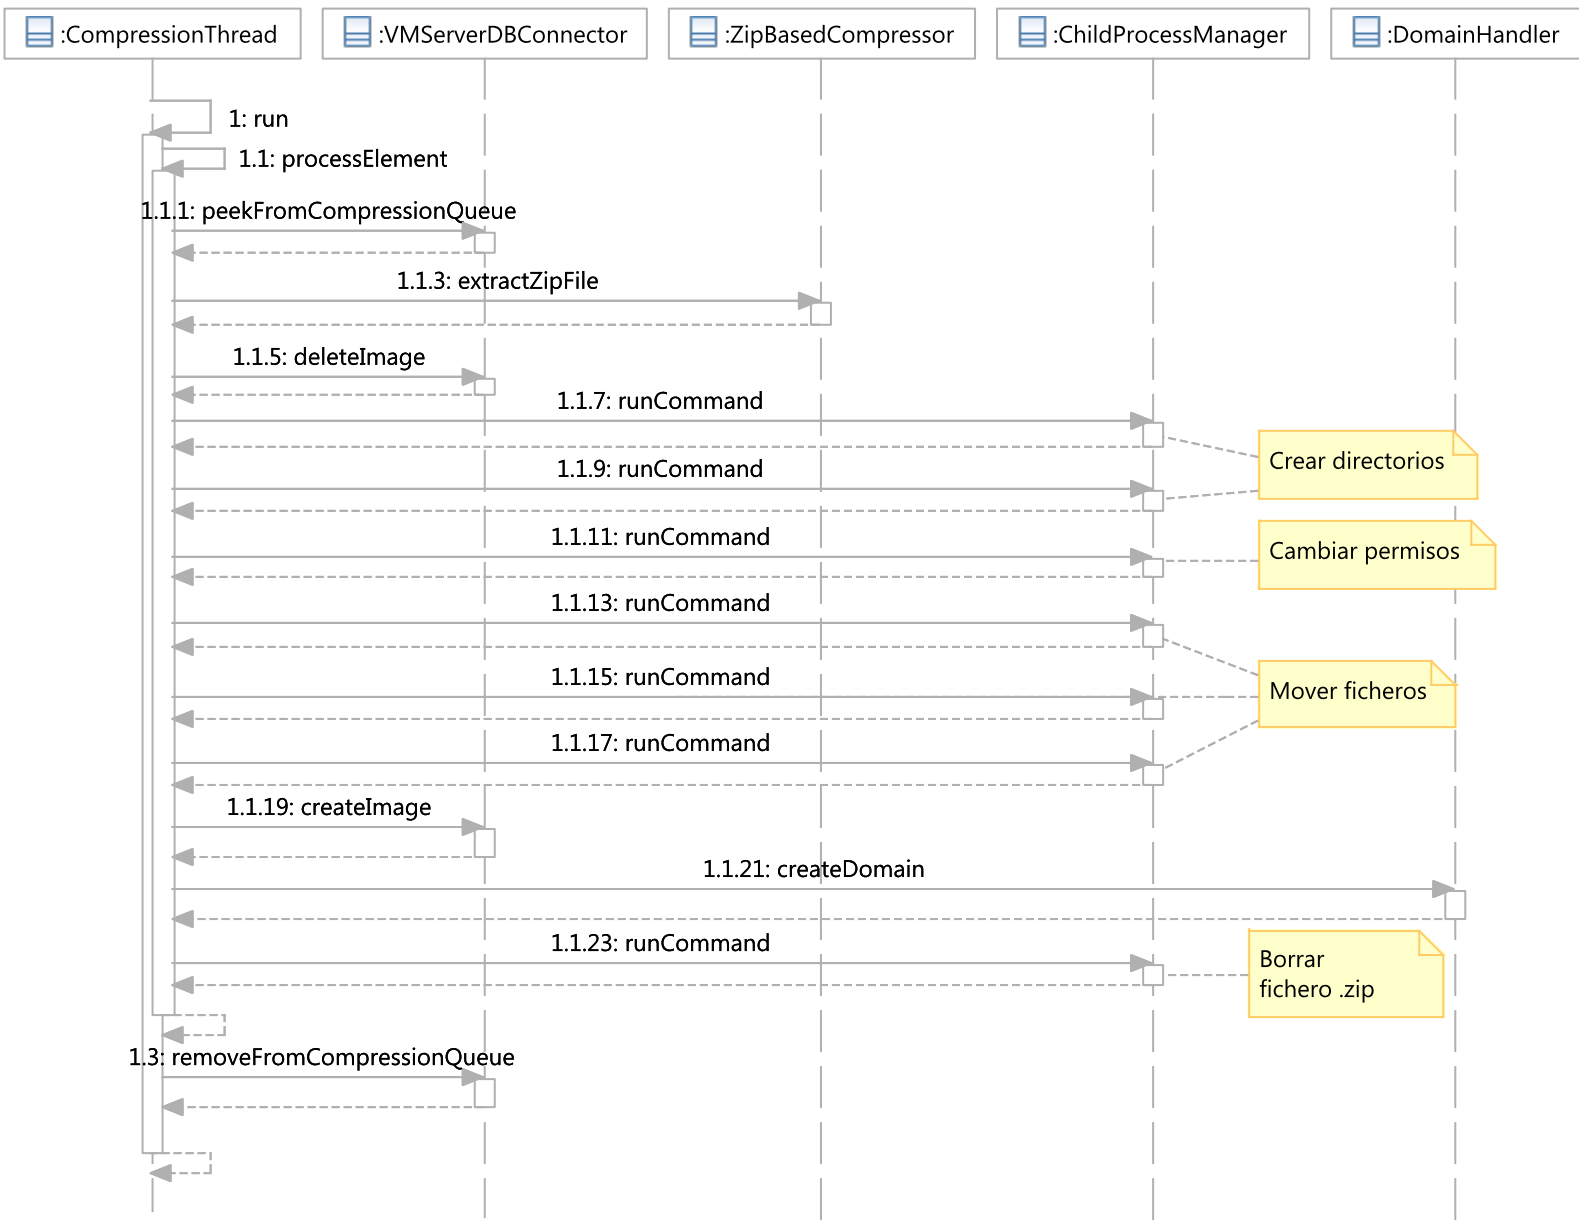 :CompressionThread
:VMServerDBConnector
:ZipBasedCompressor
:ChildProcessManager
:DomainHandler
1: run
1.1: processElement
1.1.1: peekFromCompressionQueue
1.1.3: extractZipFile
1.1.5: deleteImage
1.1.7: runCommand
Crear directorios
1.1.9: runCommand
1.1.11: runCommand
Cambiar permisos
1.1.13: runCommand
1.1.15: runCommand
Mover ficheros
1.1.17: runCommand
1.1.19: createImage
1.1.21: createDomain
1.1.23: runCommand
Borrar
fichero .zip
1.3: removeFromCompressionQueue